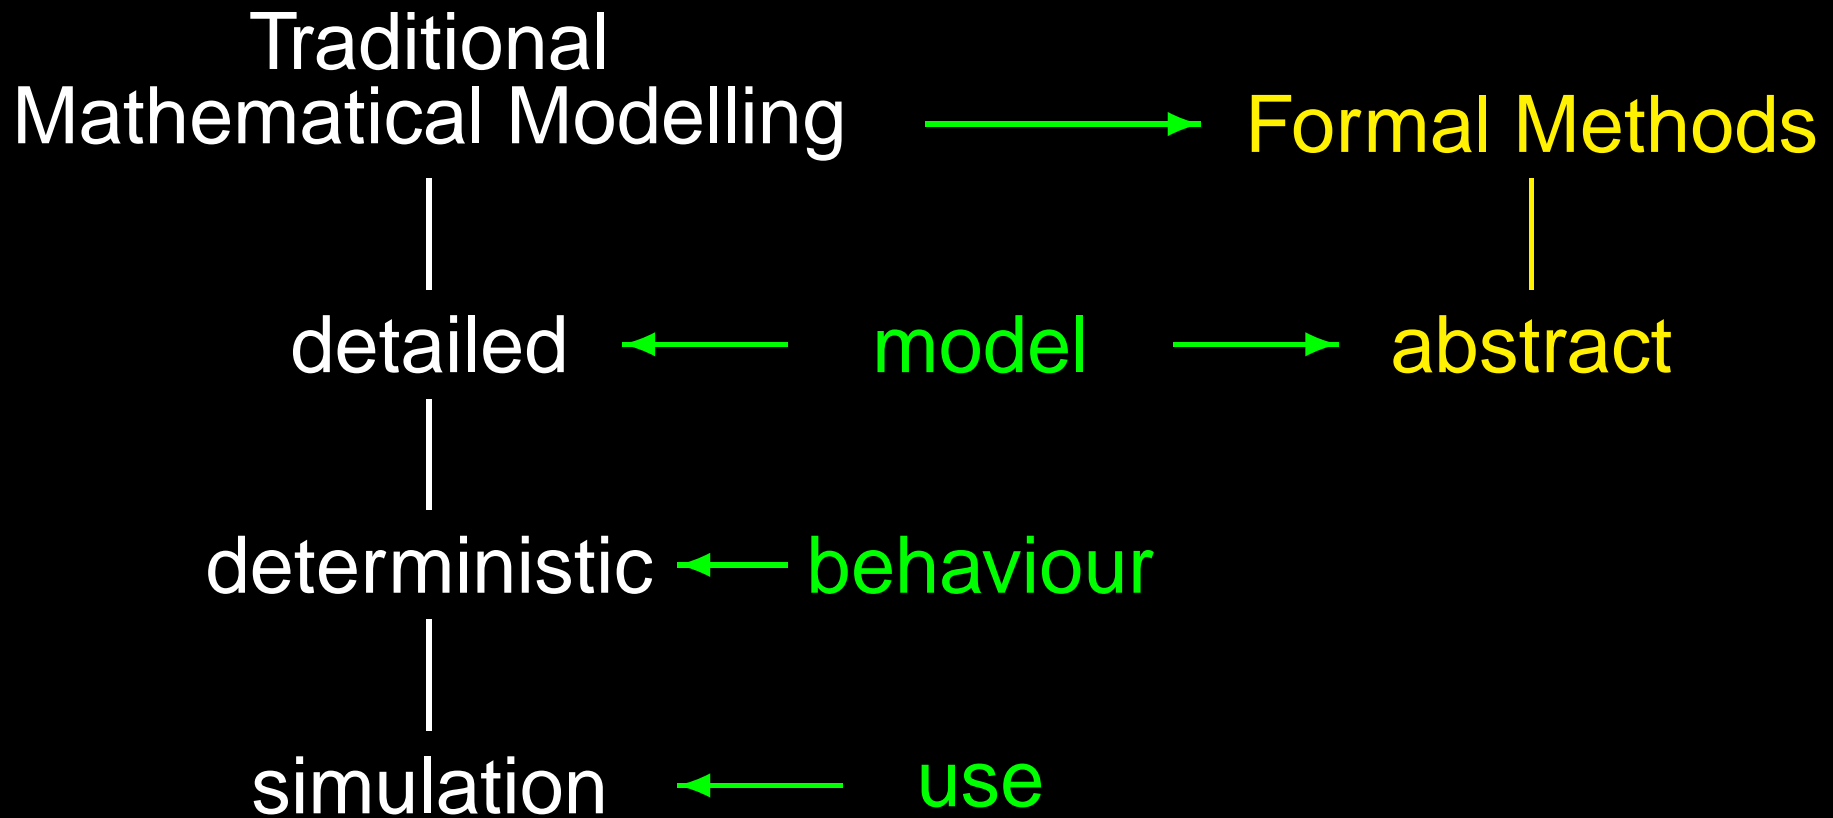 Traditional
Mathematical Modelling
Formal Methods
detailed model abstract
deterministic behaviour
simulation use